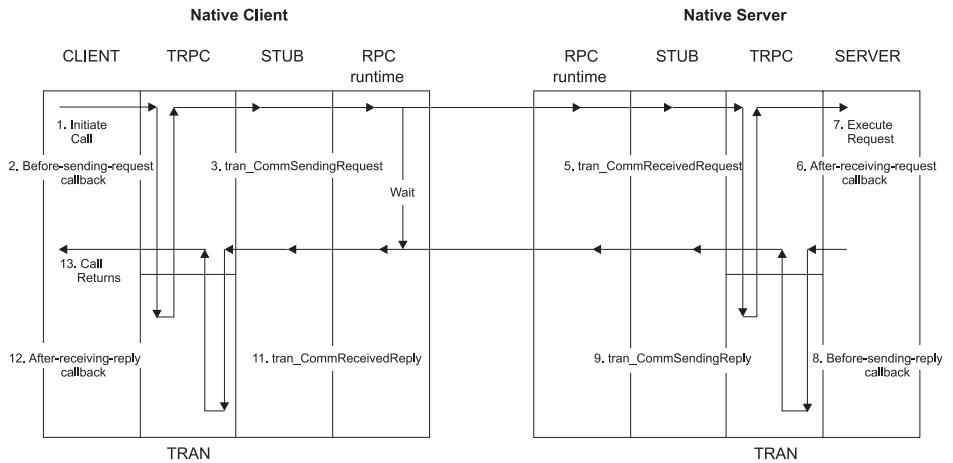 Native Client
Native Server
CLIENT
TRPC
STUB
RPC
runtime
RPC
runtime
STUB
TRPC
SERVER
1. Initiate
Call
7. Execute
Request
2. Before-sending-request
callback
3. tran_CommSendingRequest
5. tran_CommReceivedRequest
6. After-receiving-request
callback
Wait
13. Call
Returns
12. After-receiving-reply
callback
11. tran_CommReceivedReply
9. tran_CommSendingReply
8. Before-sending-reply
callback
TRAN
TRAN